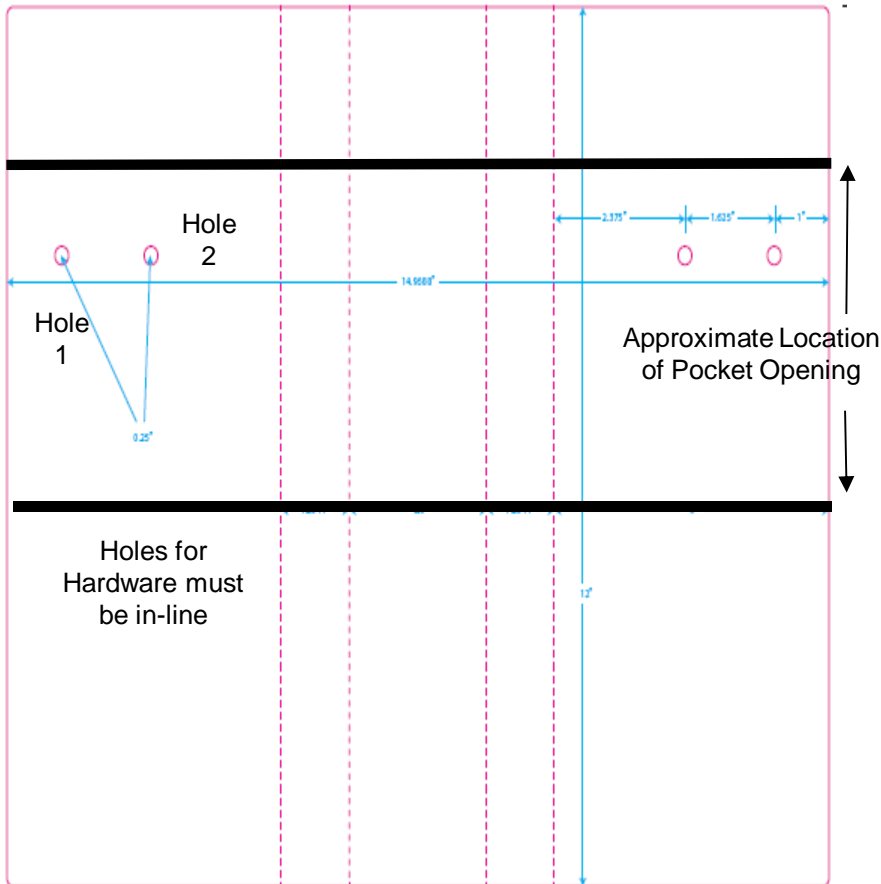 2.375" 1.625" 1"
Hole
2
14.9688"
Hole
1
Approximate Location
of Pocket Opening
0.25"
Holes for
Hardware must
be in-line
12"